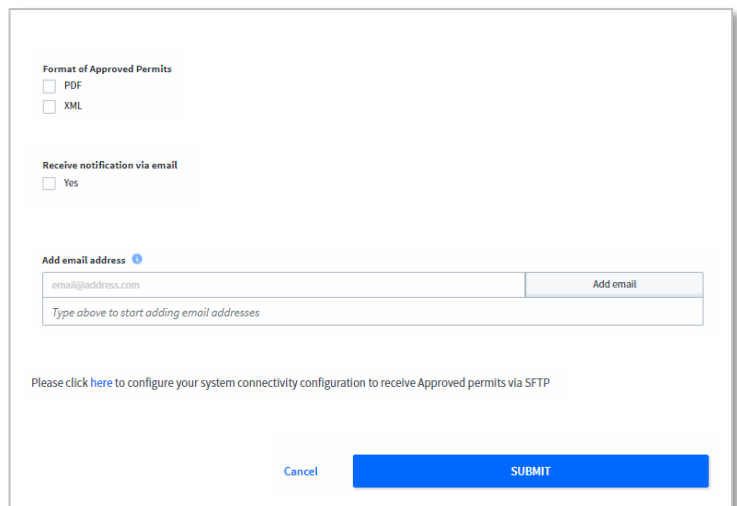 Format of Approved Permits
PDF
XML
Receive notification via email
Yes
Add email address
email@address.com
Add email
Type above to start adding email addresses
Please click here to configure your system connectivity configuration to receive Approved permits via SFTP
Cancel
SUBMIT